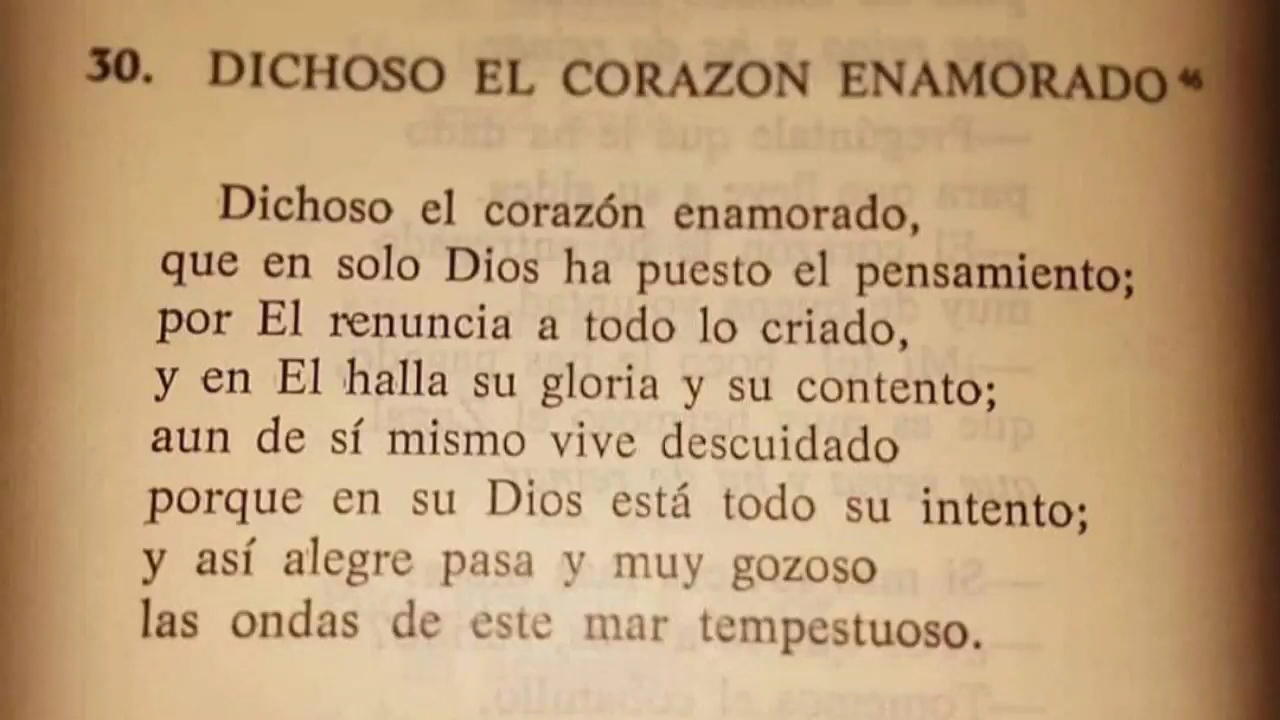 30. DICHOSO EL CORAZON ENAMORADO 46
Dichoso el corazón enamorado,
que en solo Dios ha puesto el pensamiento;
por El renuncia a todo lo criado,
y en El halla su gloria y su contento;
aun de sí mismo vive descuidado
porque en su Dios está todo su intento;
y así alegre pasa y muy gozoso
las ondas de este mar tempestuoso.